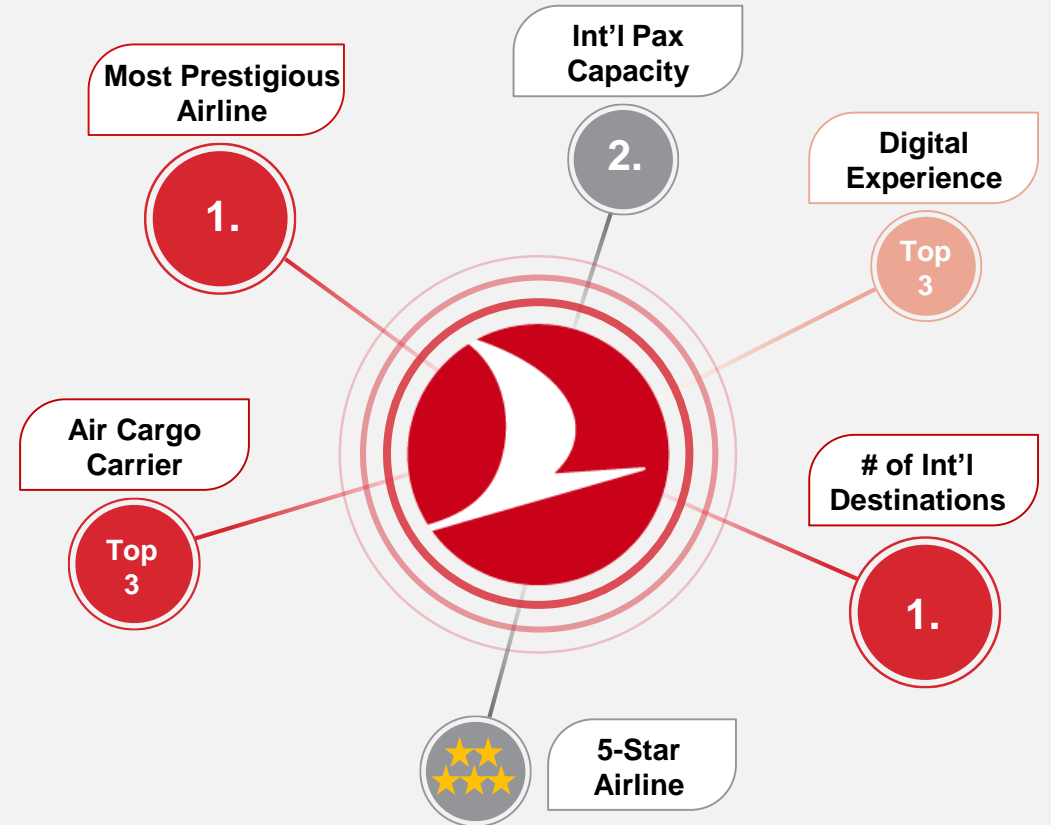 Most Prestigious
Airline
1.
Int’l Pax
Capacity
2.
Digital
Experience
Top
3
Air Cargo
Carrier
Top
3
# of Int’l
Destinations
1.
5-Star
Airline